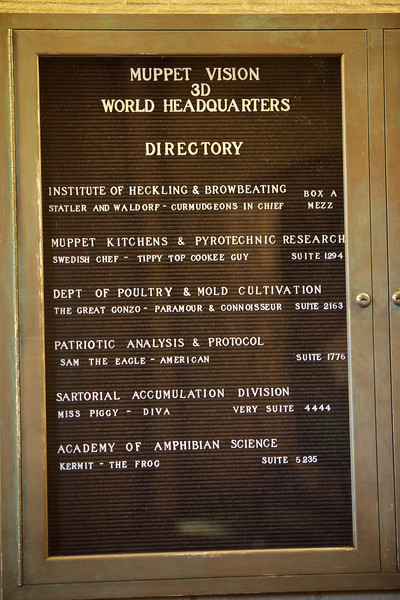 MUPPET VISION
3D
WORLD HEADQUARTERS
DIRECTORY
INSTITUTE OF HECKLING & BROWBEATING BOX A
STATLER AND WALDORF - CURMUDGEONS IN CHIEF MEZZ
MUPPET KITCHENS & PYROTECHNIC RESEARCH
SWEDISH CHEF - TIPPY TOP COOKEE GUY SUITE 1294
DEPT OF POULTRY & MOLD CULTIVATION
THE GREAT GONZO - PARAMOUR & CONNOISSEUR SUITE 2163
PATRIOTIC ANALYSIS & PROTOCOL
SAM THE EAGLE - AMERICAN SUITE 1776
SARTORIAL ACCUMULATION DIVISION
MISS PIGGY - DIVA VERY SUITE 4444
ACADEMY OF AMPHIBIAN SCIENCE
KERMIT - THE FROG SUITE 5235